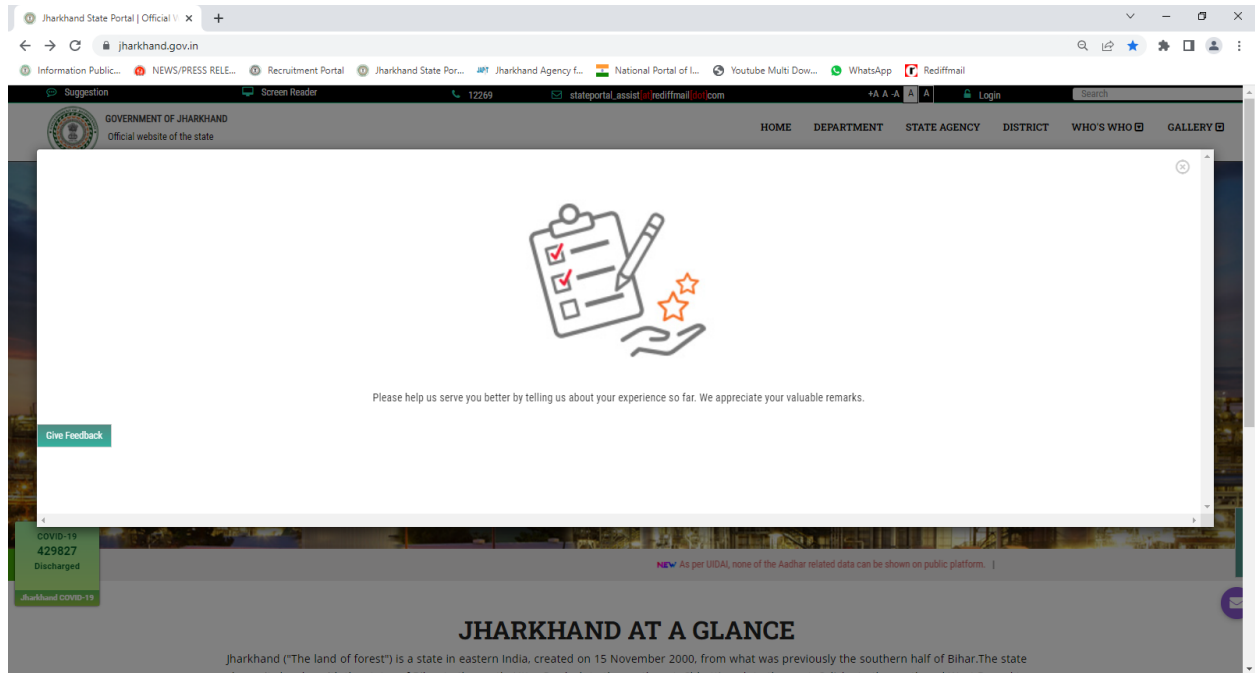 Jharkhand State Portal | Official W
jharkhand.gov.in
Information Public... NEWS/PRESS RELE... Recruitment Portal Jharkhand State Por... Jharkhand Agency f... National Portal of I... Youtube Multi Dow... WhatsApp Rediffmail
Suggestion Screen Reader 12269 stateportal_assist[at]rediffmail[dot]com +A A -A A A Login Search
GOVERNMENT OF JHARKHAND
Official website of the state
HOME DEPARTMENT STATE AGENCY DISTRICT WHO'S WHO GALLERY
Please help us serve you better by telling us about your experience so far. We appreciate your valuable remarks.
Give Feedback
COVID-19
429827
Discharged
Jharkhand COVID-19
NEW As per UIDAI, none of the Aadhar related data can be shown on public platform. |
JHARKHAND AT A GLANCE
Jharkhand ("The land of forest") is a state in eastern India, created on 15 November 2000, from what was previously the southern half of Bihar.The state